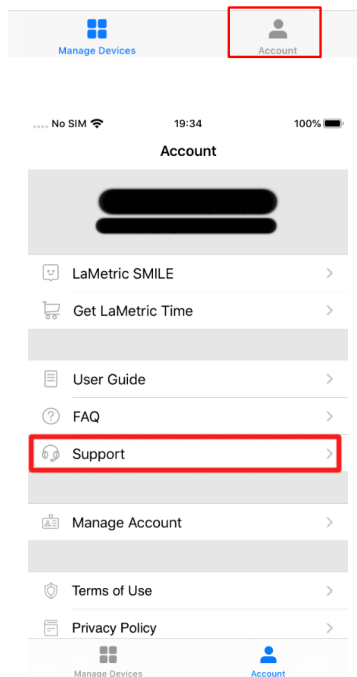 Manage Devices
Account
.... No SIM 19:34 100%
Account
LaMetric SMILE
Get LaMetric Time
User Guide
FAQ
Support
Manage Account
Terms of Use
Privacy Policy
Manage Devices
Account